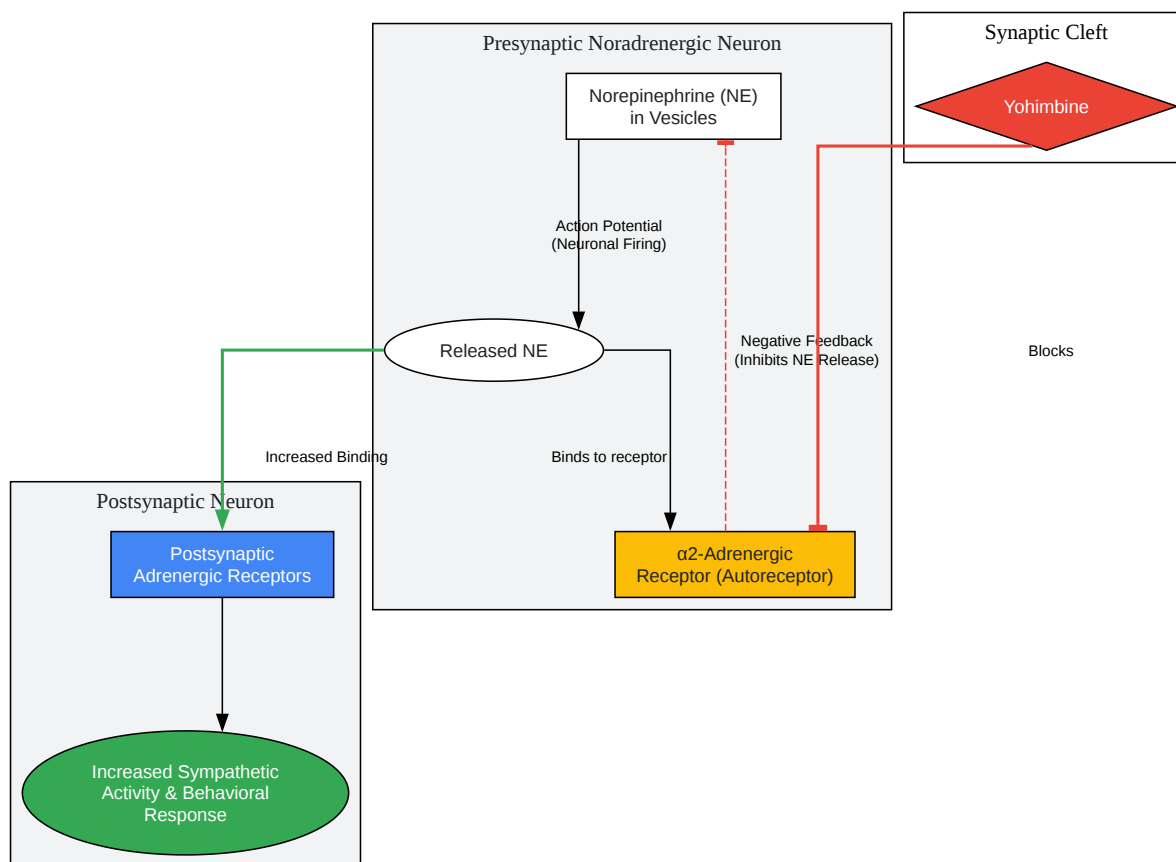 Presynaptic Noradrenergic Neuron
Synaptic Cleft
Norepinephrine (NE)
in Vesicles
Yohimbine
Action Potential
(Neuronal Firing)
Released NE
Negative Feedback
(Inhibits NE Release)
Blocks
Increased Binding
Binds to receptor
Postsynaptic Neuron
Postsynaptic
Adrenergic Receptors
α2-Adrenergic
Receptor (Autoreceptor)
Increased Sympathetic
Activity & Behavioral
Response